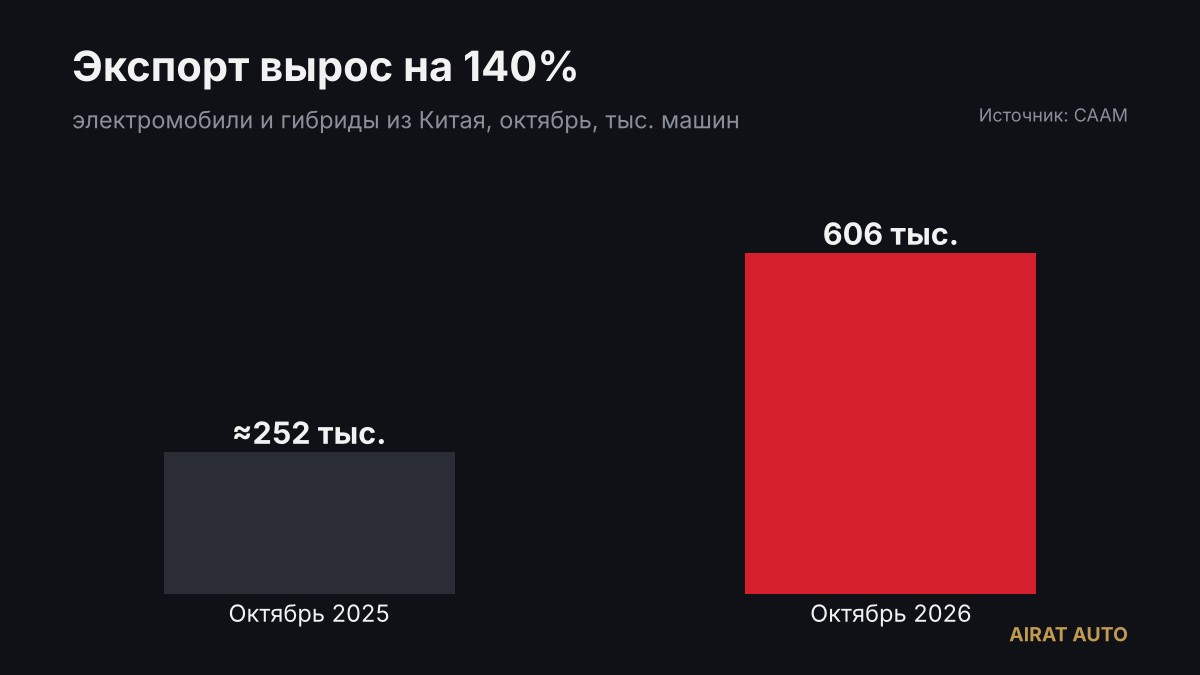 Экспорт вырос на 140%
электромобили и гибриды из Китая, октябрь, тыс. машин
Источник: CAAM
606 тыс.
≈252 тыс.
Октябрь 2025
Октябрь 2026
AIRAT AUTO